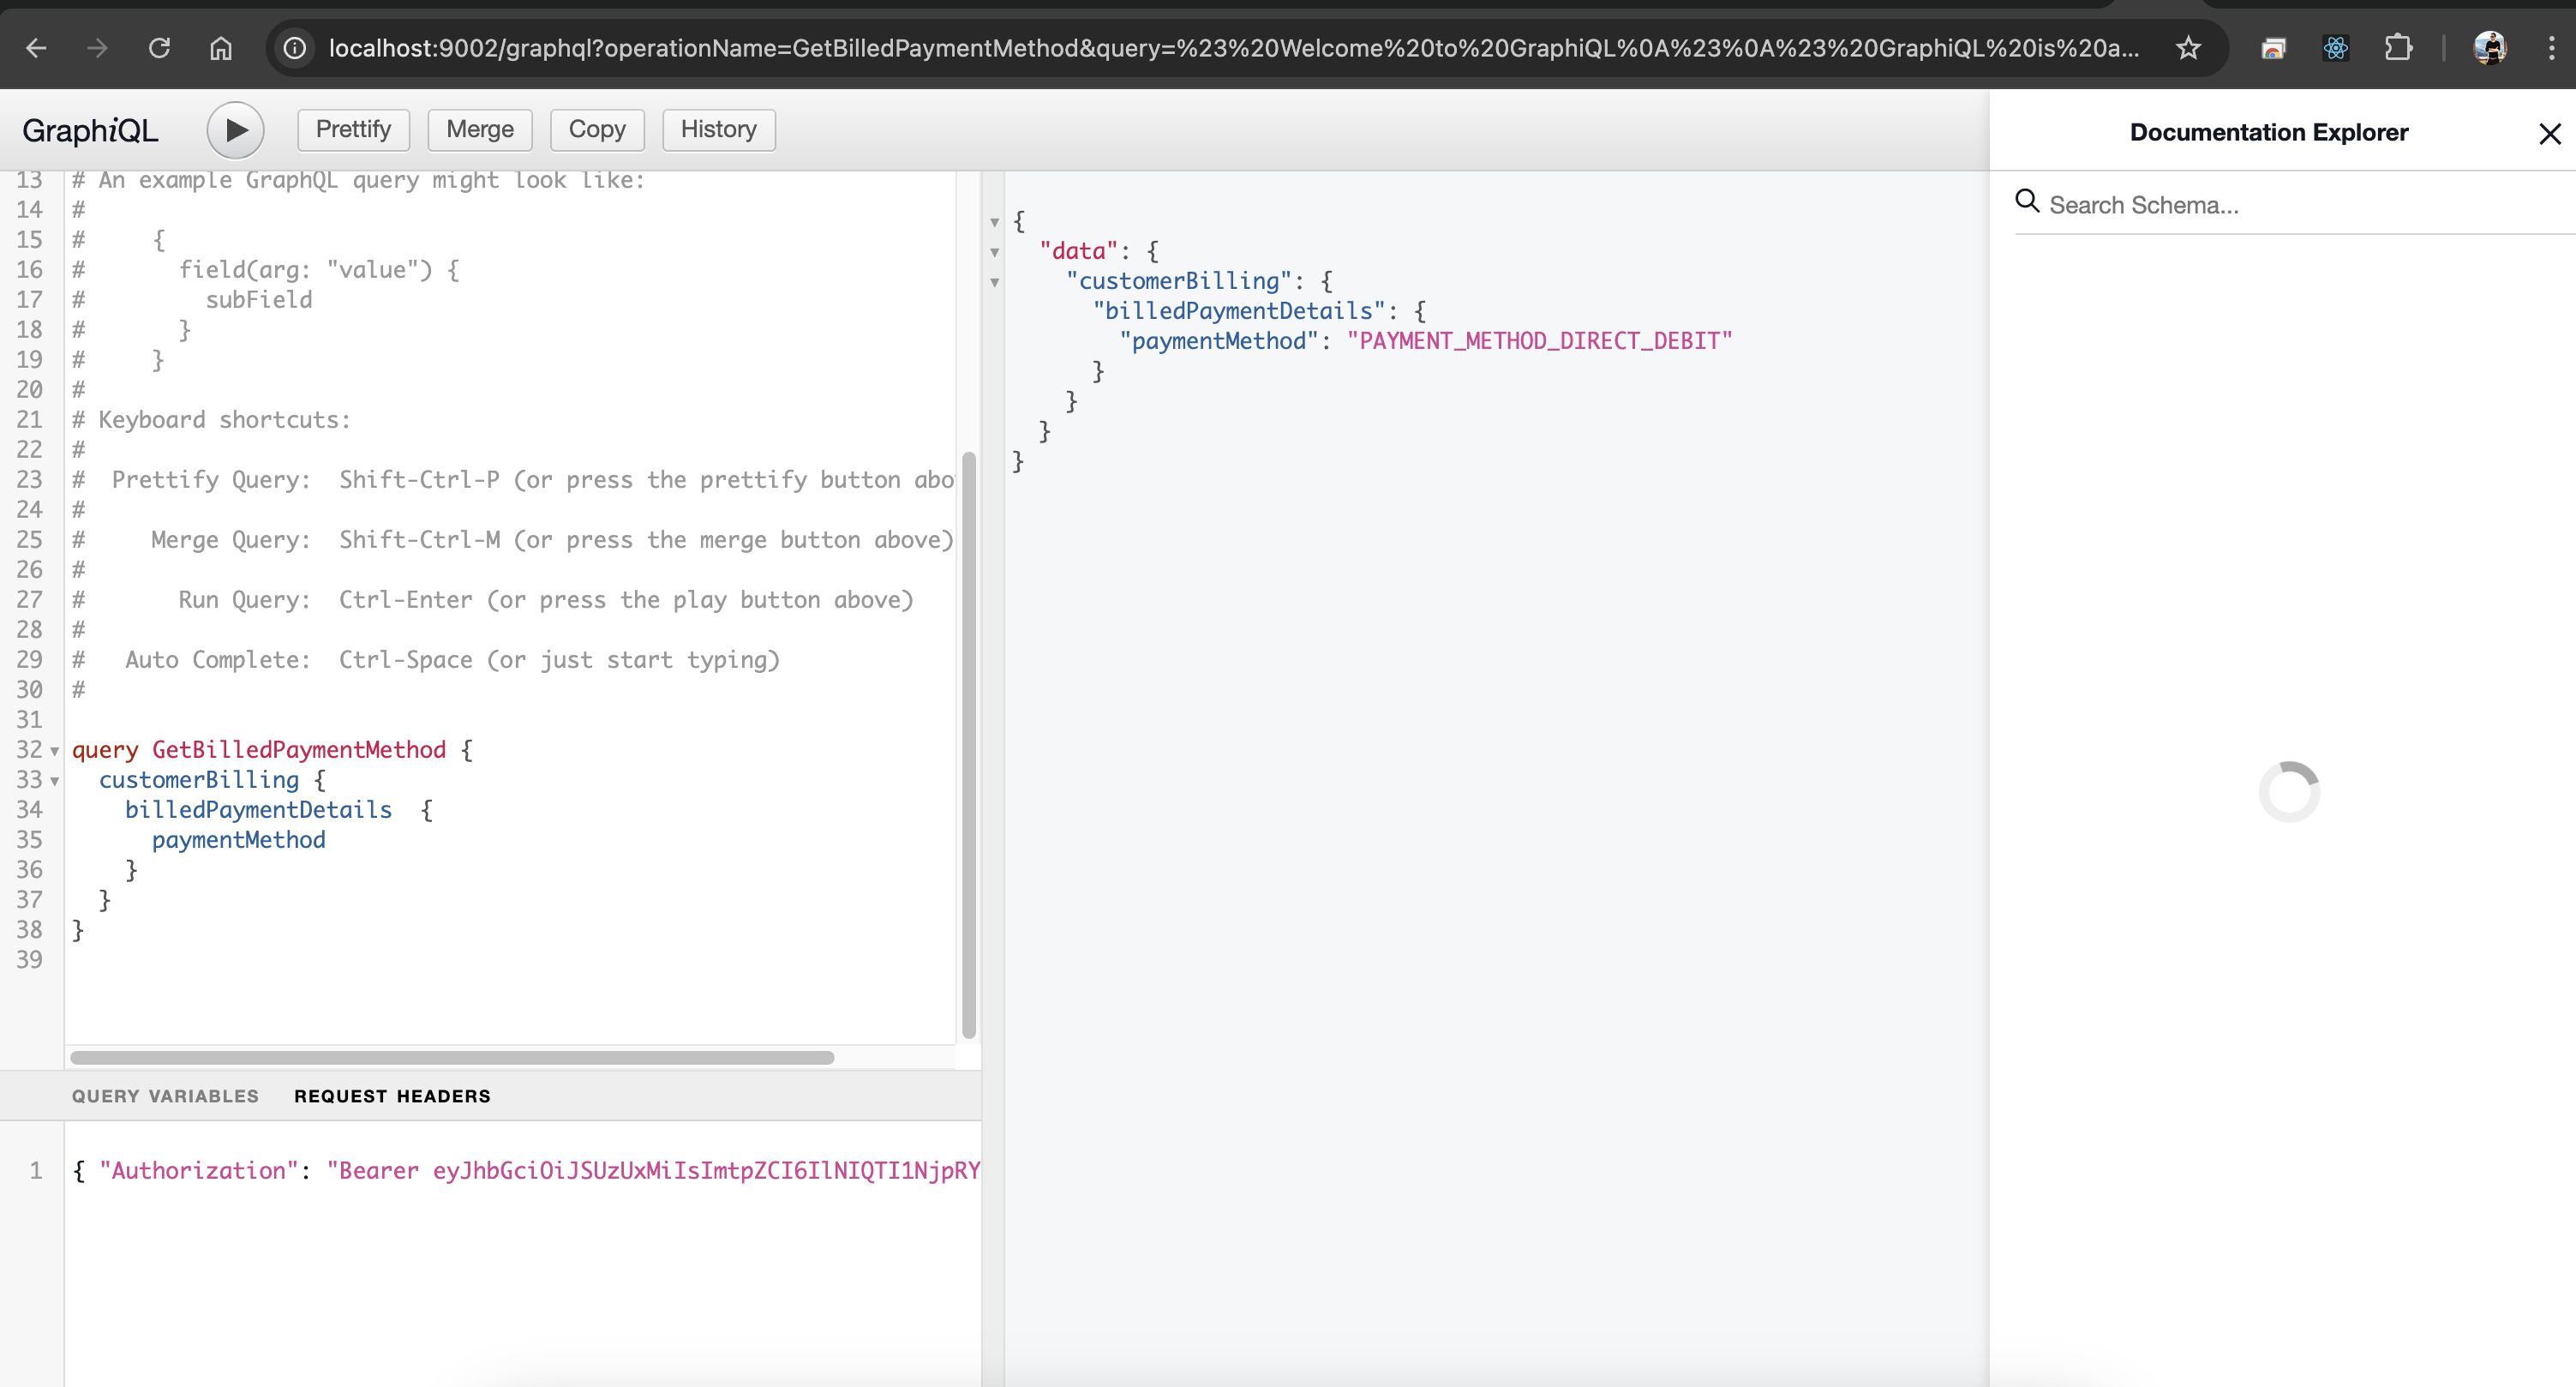 localhost:9002/graphql?operationName=GetBilledPaymentMethod&query=%23%20Welcome%20to%20GraphiQL%0A%23%0A%23%20GraphiQL%20is%20a...
GraphiQL
Prettify
Merge
Copy
History
13 # An example GraphQL query might look like:
14 #
15 #     {
16 #       field(arg: "value") {
17 #         subField
18 #       }
19 #     }
20 #
21 # Keyboard shortcuts:
22 #
23 #  Prettify Query:  Shift-Ctrl-P (or press the prettify button abo
24 #
25 #     Merge Query:  Shift-Ctrl-M (or press the merge button above)
26 #
27 #       Run Query:  Ctrl-Enter (or press the play button above)
28 #
29 #   Auto Complete:  Ctrl-Space (or just start typing)
30 #
31
32 query GetBilledPaymentMethod {
33   customerBilling {
34     billedPaymentDetails  {
35       paymentMethod
36     }
37   }
38 }
39
QUERY VARIABLES
REQUEST HEADERS
1 { "Authorization": "Bearer eyJhbGciOiJSUzUxMiIsImtpZCI6IlNIQTI1NjpRY
{
  "data": {
    "customerBilling": {
      "billedPaymentDetails": {
        "paymentMethod": "PAYMENT_METHOD_DIRECT_DEBIT"
      }
    }
  }
}
Documentation Explorer
Search Schema...